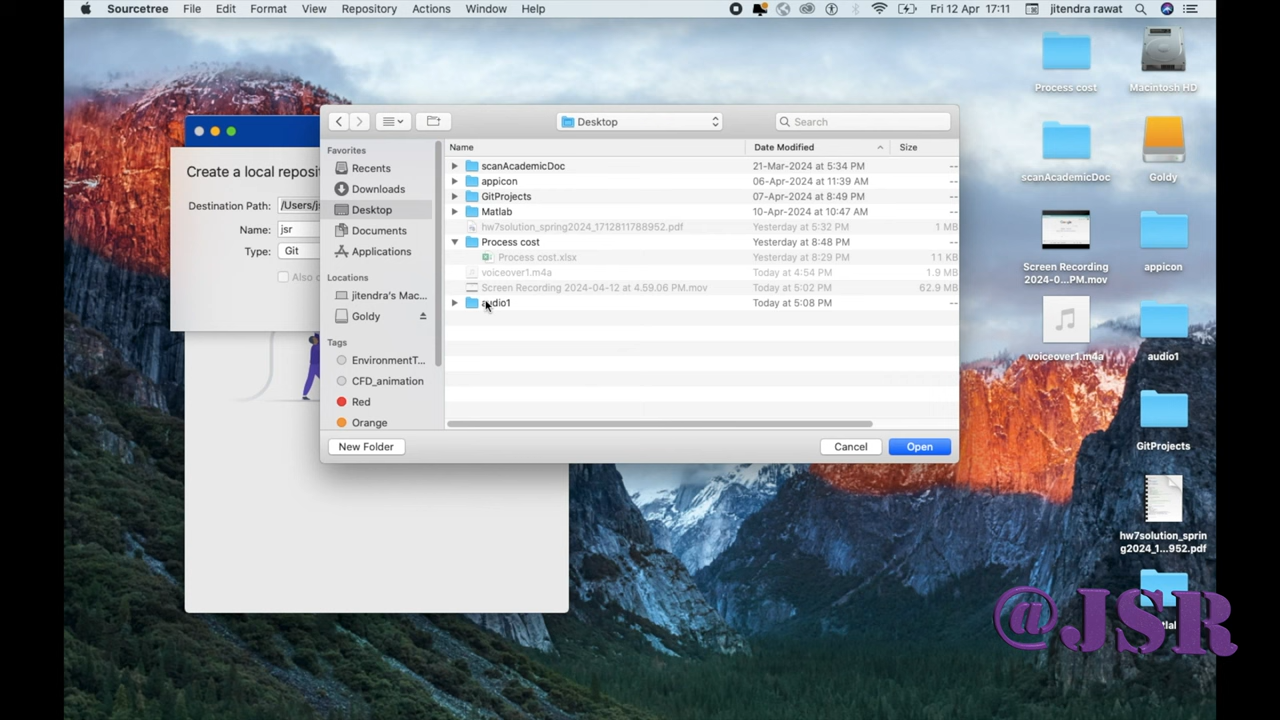 Sourcetree File Edit Format View Repository Actions Window Help Fri 12 Apr 17:11 jitendra rawat
Process cost
Macintosh HD
scanAcademicDoc
Goldy
Screen Recording
2024-0...PM.mov
appicon
voiceover1.m4a
audio1
GitProjects
hw7solution_sprin
g2024_1...952.pdf
Create a local reposi
Destination Path: /Users/js
Name: jsr
Type: Git
Also c
Desktop
Search
Favorites
Recents
Downloads
Desktop
Documents
Applications
Locations
jitendra's Mac...
Goldy
Tags
EnvironmentT...
CFD_animation
Red
Orange
Name Date Modified Size
scanAcademicDoc 21-Mar-2024 at 5:34 PM --
appicon 06-Apr-2024 at 11:39 AM --
GitProjects 07-Apr-2024 at 8:49 PM --
Matlab 10-Apr-2024 at 10:47 AM --
hw7solution_spring2024_1712811788952.pdf Yesterday at 5:32 PM 1 MB
Process cost Yesterday at 8:48 PM --
Process cost.xlsx Yesterday at 8:29 PM 11 KB
voiceover1.m4a Today at 4:54 PM 1.9 MB
Screen Recording 2024-04-12 at 4.59.06 PM.mov Today at 5:02 PM 62.9 MB
audio1 Today at 5:08 PM --
New Folder
Cancel
Open
@JSR